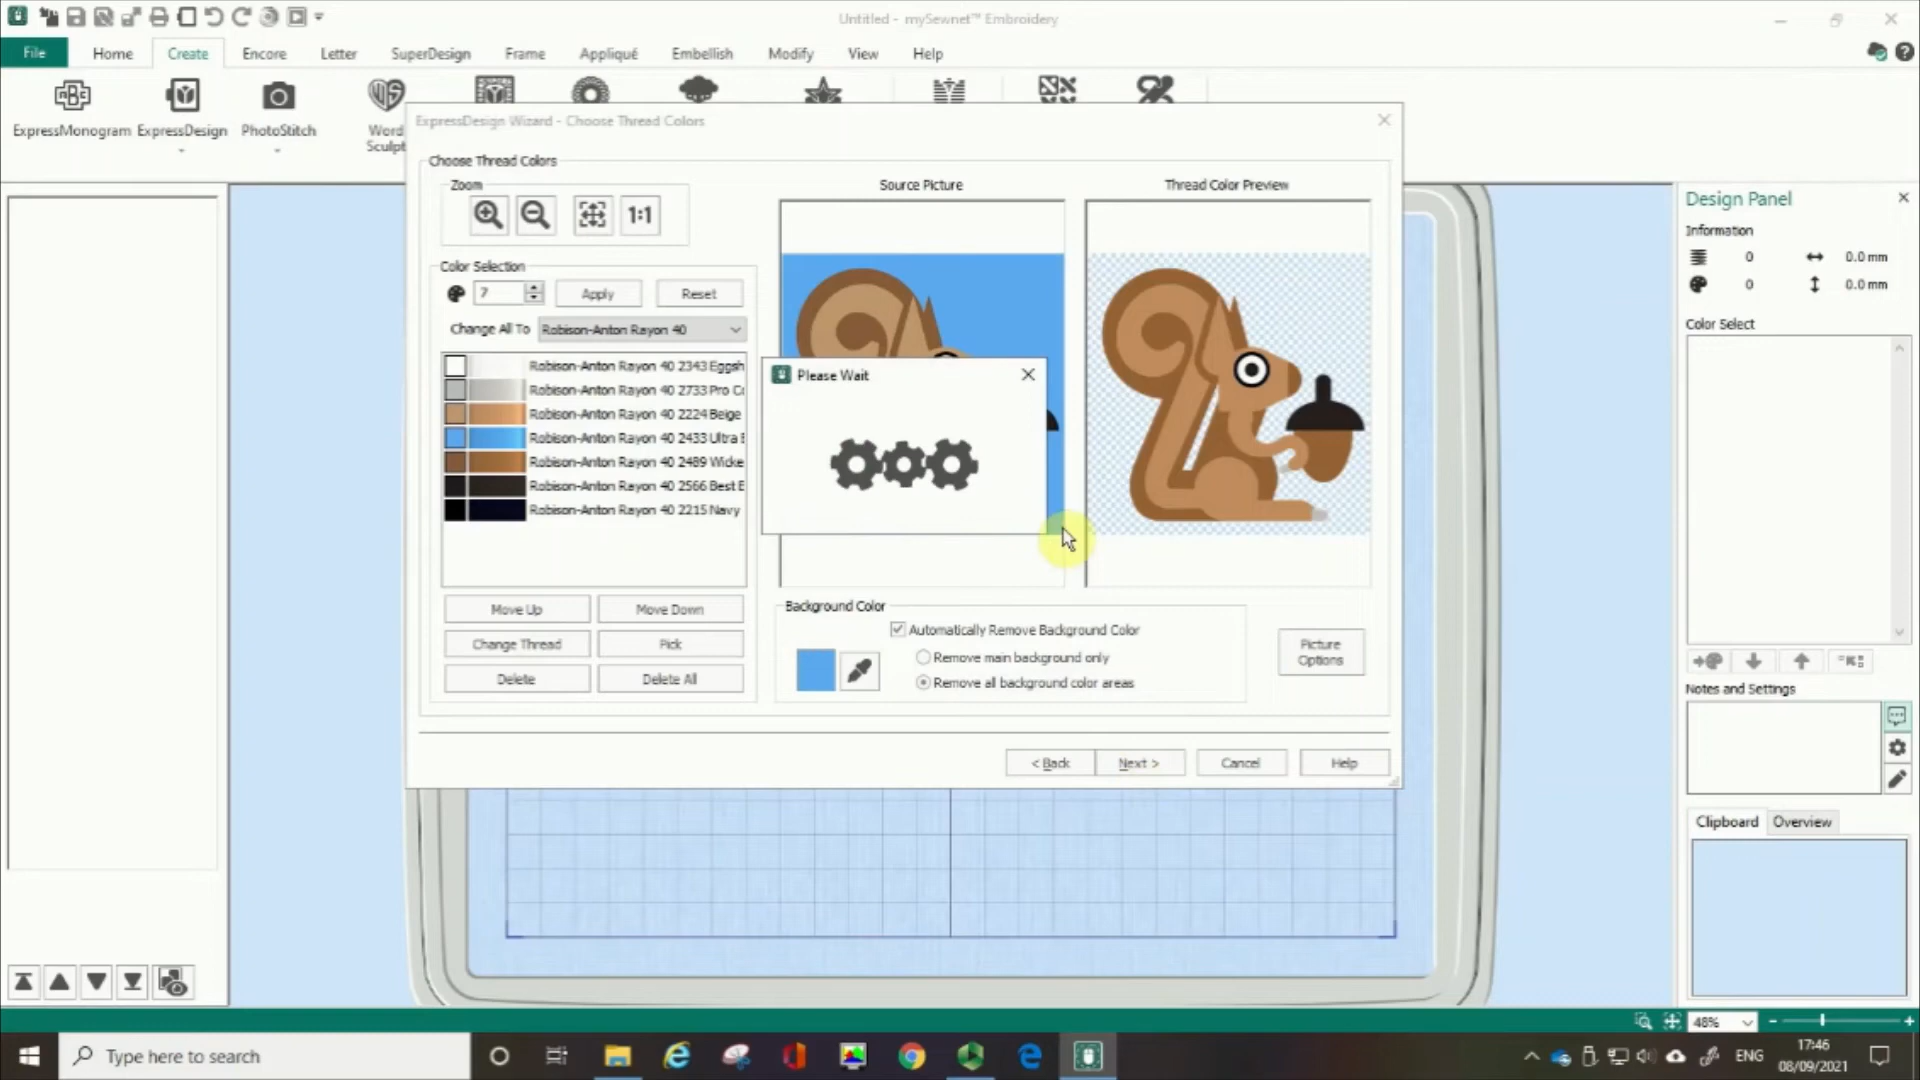 Untitled - mySewnet™ Embroidery
File Home Create Encore Letter SuperDesign Frame Appliqué Embellish Modify View Help
ExpressMonogram ExpressDesign PhotoStitch Word
Sculpt
ExpressDesign Wizard - Choose Thread Colors
Choose Thread Colors
Zoom
1:1
Source Picture
Thread Color Preview
Color Selection
7 Apply Reset
Change All To Robison-Anton Rayon 40
Robison-Anton Rayon 40 2343 Eggsh
Robison-Anton Rayon 40 2733 Pro Co
Robison-Anton Rayon 40 2224 Beige
Robison-Anton Rayon 40 2433 Ultra B
Robison-Anton Rayon 40 2489 Wicke
Robison-Anton Rayon 40 2566 Best B
Robison-Anton Rayon 40 2215 Navy
Move Up Move Down
Change Thread Pick
Delete Delete All
Please Wait
Background Color
Automatically Remove Background Color
Remove main background only
Remove all background color areas
Picture
Options
< Back Next > Cancel Help
Design Panel
Information
0 0.0 mm
0 0.0 mm
Color Select
Notes and Settings
Clipboard Overview
48%
Type here to search
ENG
17:46
08/09/2021